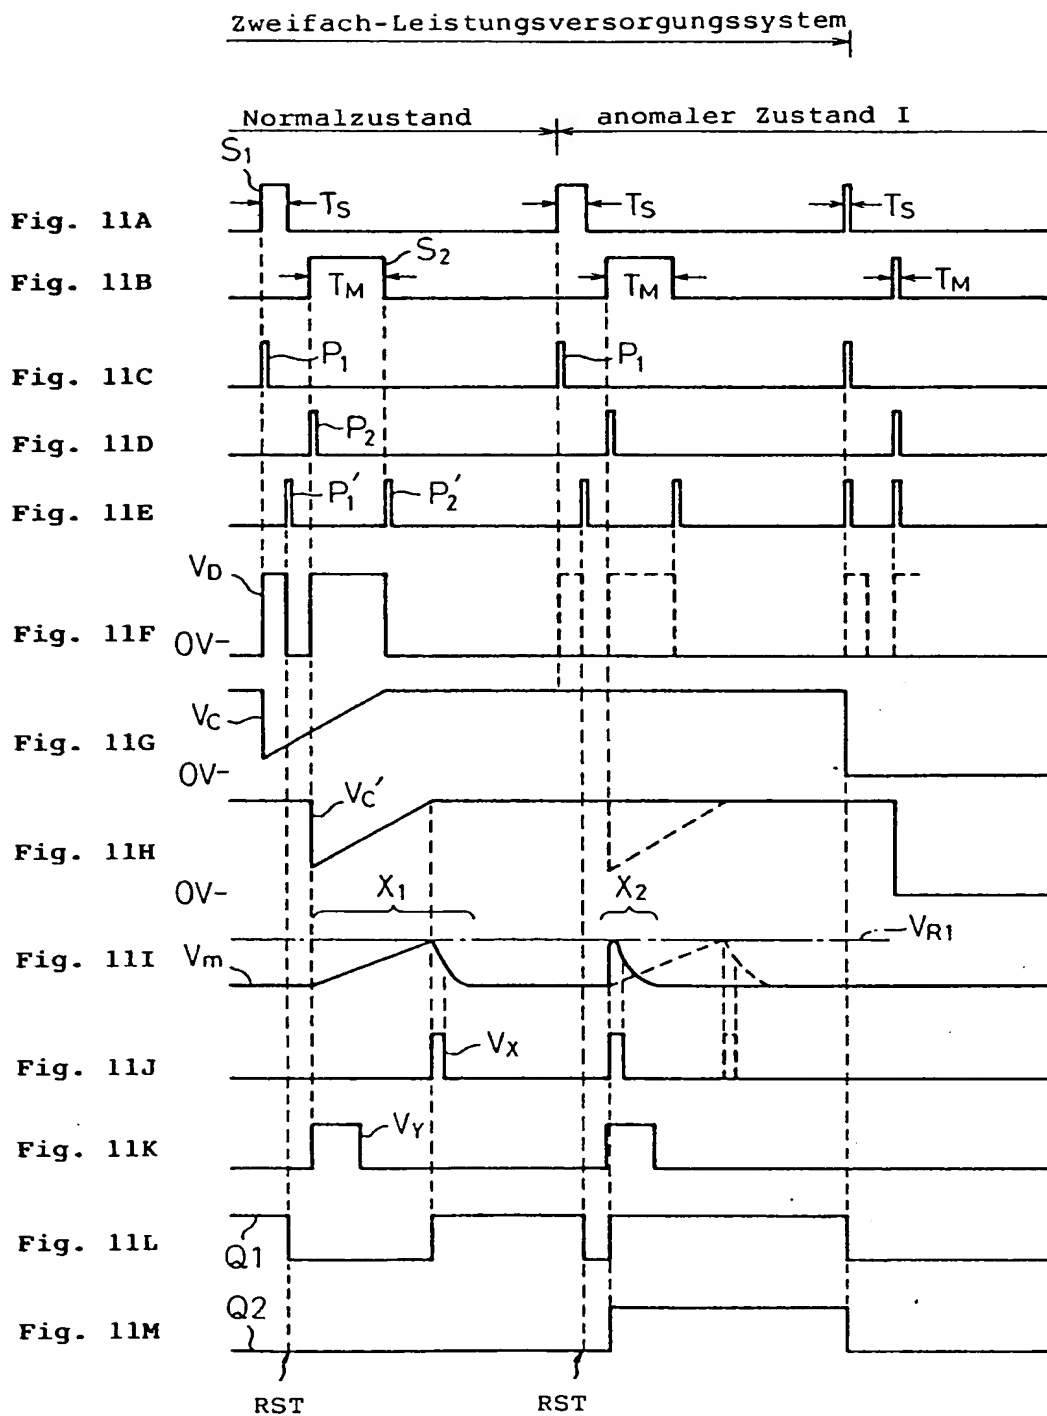 Zweifach-Leistungsversorgungssystem
Normalzustand
anomaler Zustand I
S1
Fig. 11A
TS
TS
TS
S2
Fig. 11B
TM
TM
TM
Fig. 11C
P1
P1
Fig. 11D
P2
Fig. 11E
P1'
P2'
VD
Fig. 11F
OV-
VC
Fig. 11G
OV-
VC'
Fig. 11H
OV-
X1
X2
VR1
Fig. 11I
Vm
Fig. 11J
VX
Fig. 11K
VY
Fig. 11L
Q1
Q2
Fig. 11M
RST
RST